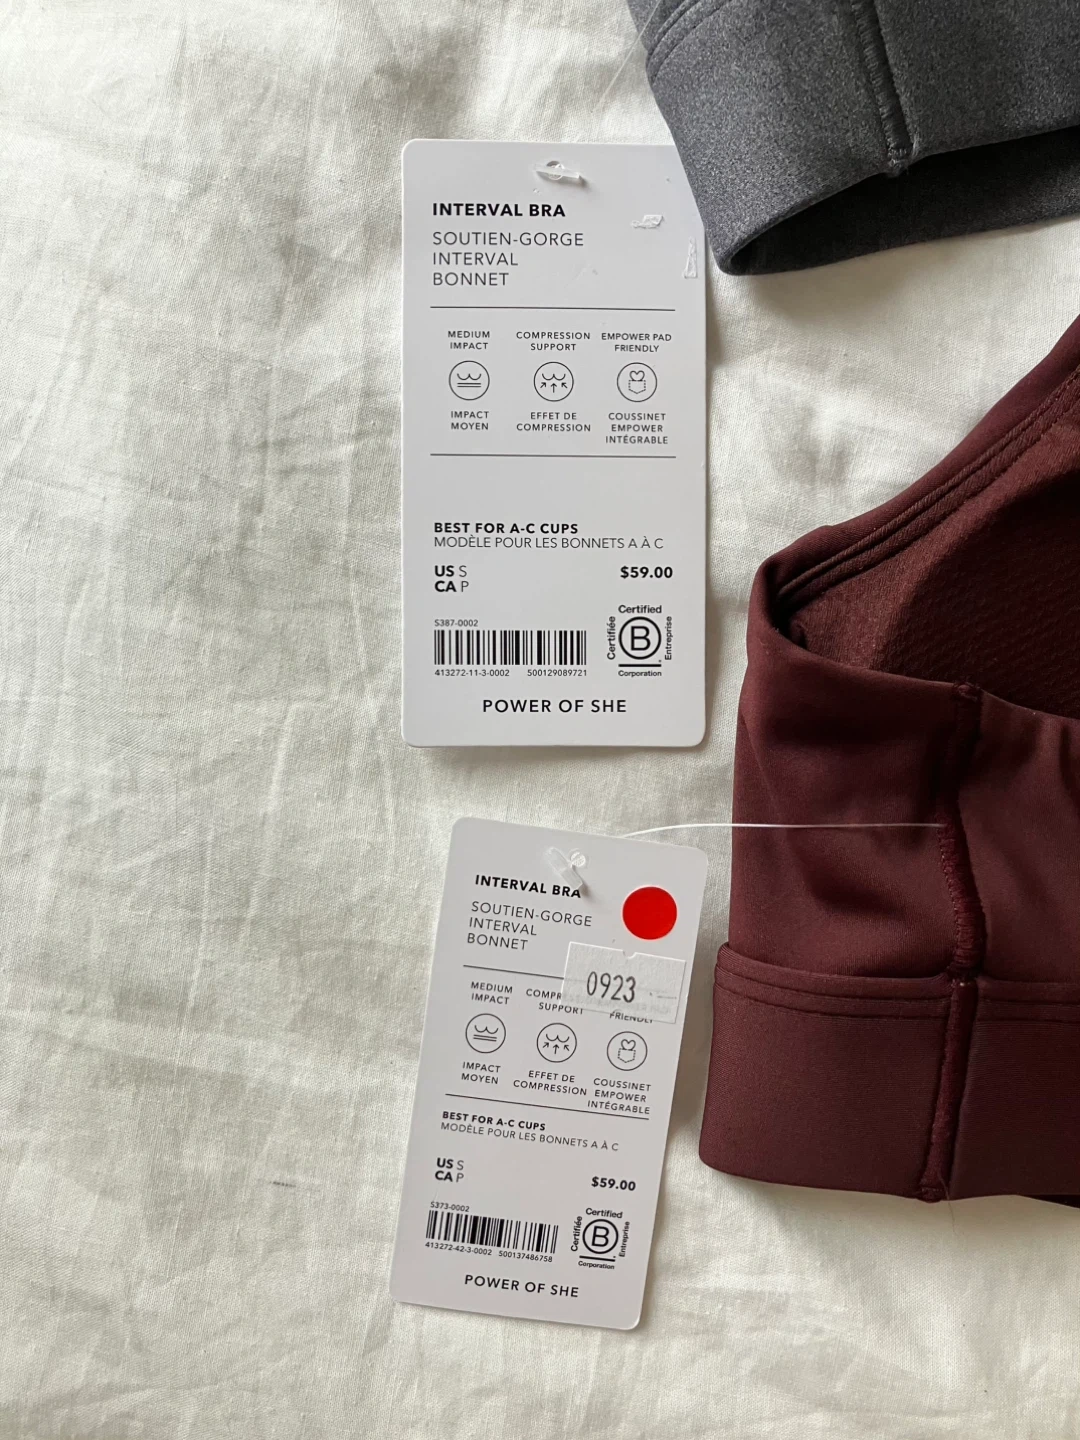 INTERVAL BRA
SOUTIEN-GORGE
INTERVAL
BONNET
MEDIUM
IMPACT
COMPRESSION
SUPPORT
EMPOWER PAD
FRIENDLY
IMPACT
MOYEN
EFFET DE
COMPRESSION
COUSSINET
EMPOWER
INTÉGRABLE
BEST FOR A-C CUPS
MODÈLE POUR LES BONNETS A À C
US S
CA P
$59.00
S387-0002
413272-11-3-0002 500129089721
Certified
Certifiée
B
Entreprise
Corporation
POWER OF SHE
INTERVAL BRA
SOUTIEN-GORGE
INTERVAL
BONNET
0923
MEDIUM
IMPACT
COMPR
SUPPORT
FRIENDLY
IMPACT
MOYEN
EFFET DE
COMPRESSION
COUSSINET
EMPOWER
INTÉGRABLE
BEST FOR A-C CUPS
MODÈLE POUR LES BONNETS A À C
US S
CA P
$59.00
S373-0002
413272-42-3-0002 500137486758
Certified
Certifiée
B
Entreprise
Corporation
POWER OF SHE